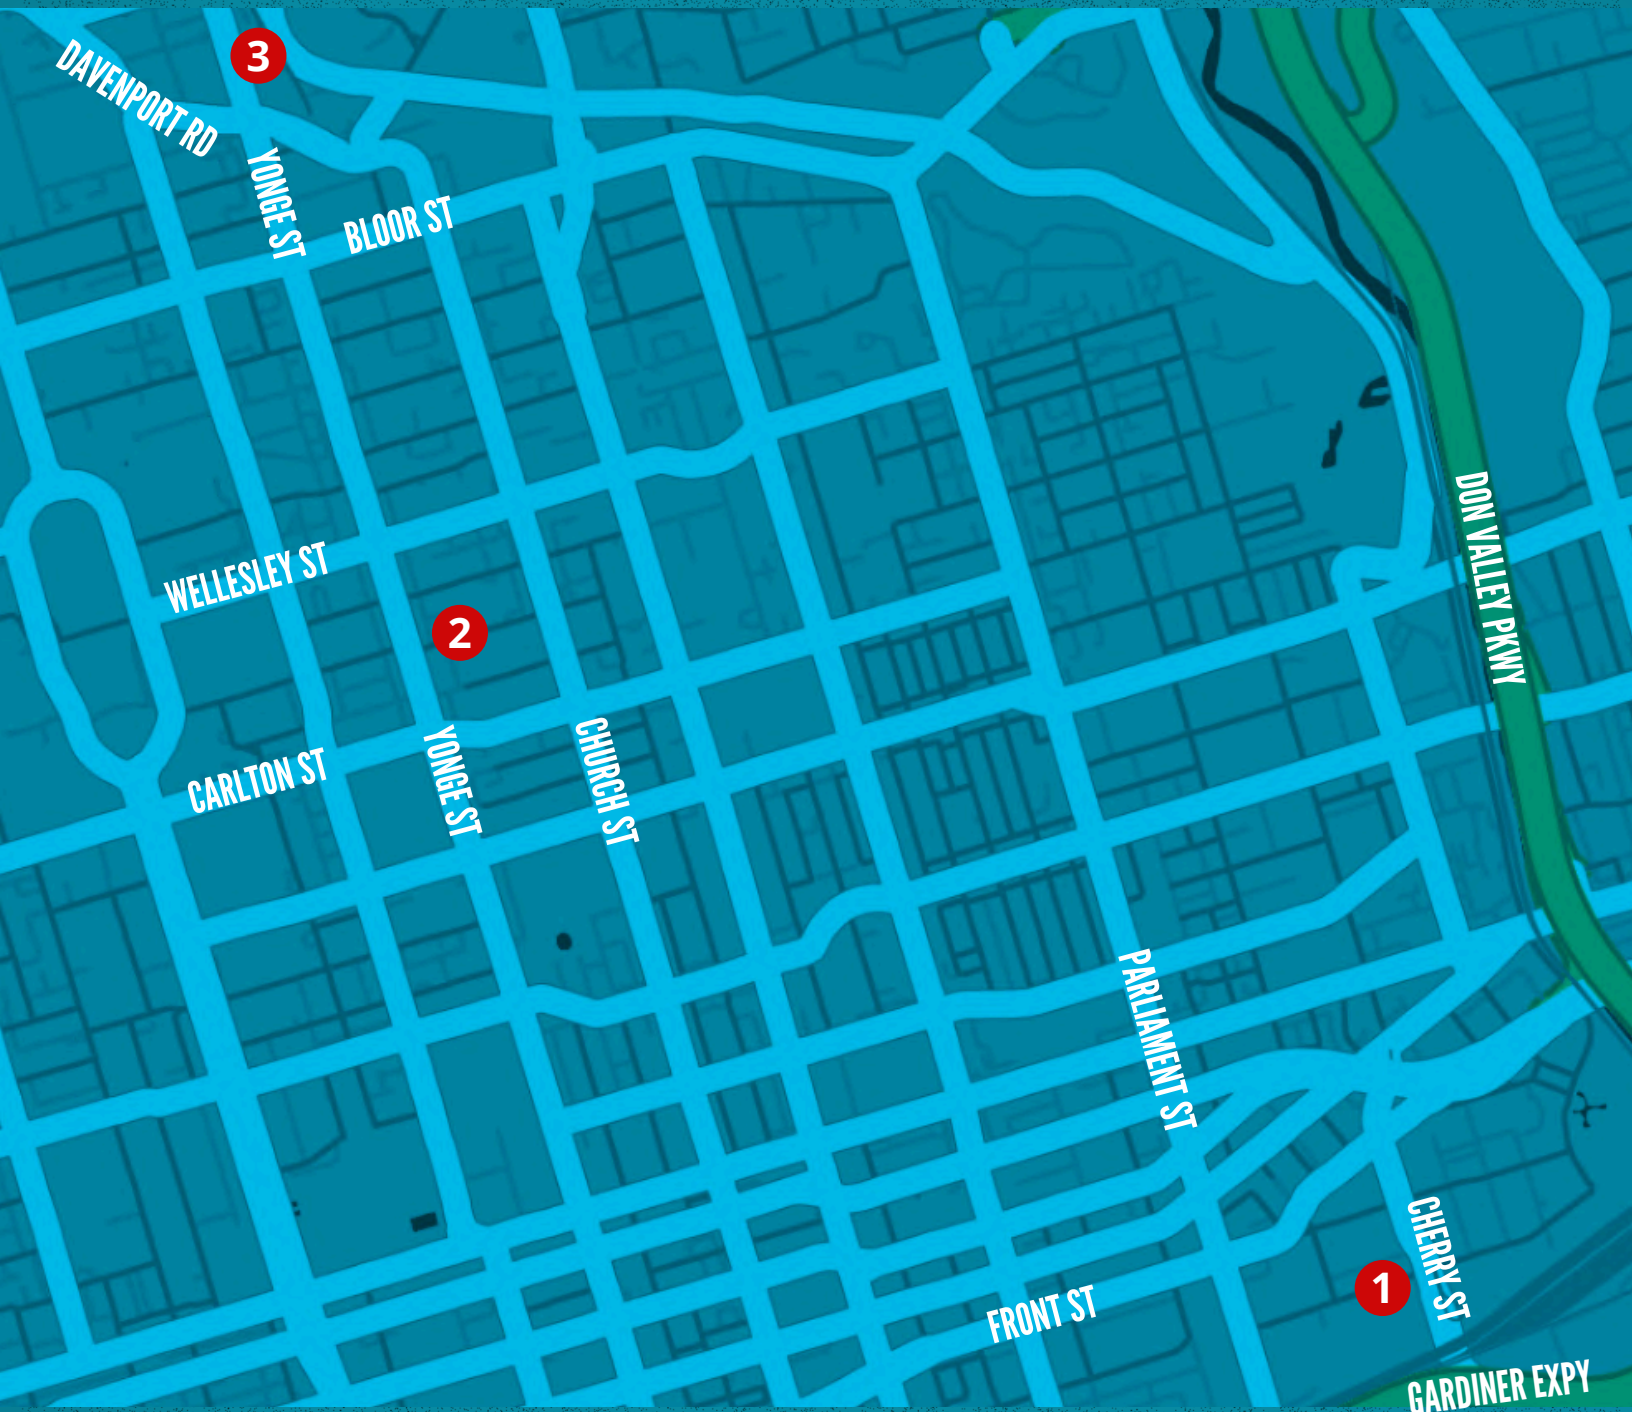 3
DAVENPORT RD
YONGE ST
BLOOR ST
DON VALLEY PKWY
WELLESLEY ST
2
CARLTON ST
YONGE ST
CHURCH ST
PARLIAMENT ST
CHERRY ST
1
FRONT ST
GARDINER EXPY